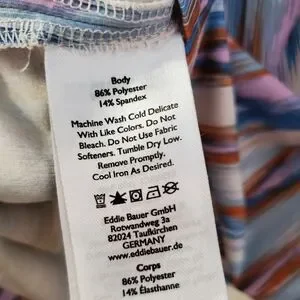 Body
86% Polyester
14% Spandex
Machine Wash Cold Delicate
With Like Colors. Do Not
Bleach. Do Not Use Fabric
Softeners. Tumble Dry Low.
Remove Promptly.
Cool Iron As Desired.
Eddie Bauer GmbH
Rotwandweg 3a
82024 Taufkirchen
GERMANY
www.eddiebauer.de
Corps
86% Polyester
14% Élasthanne